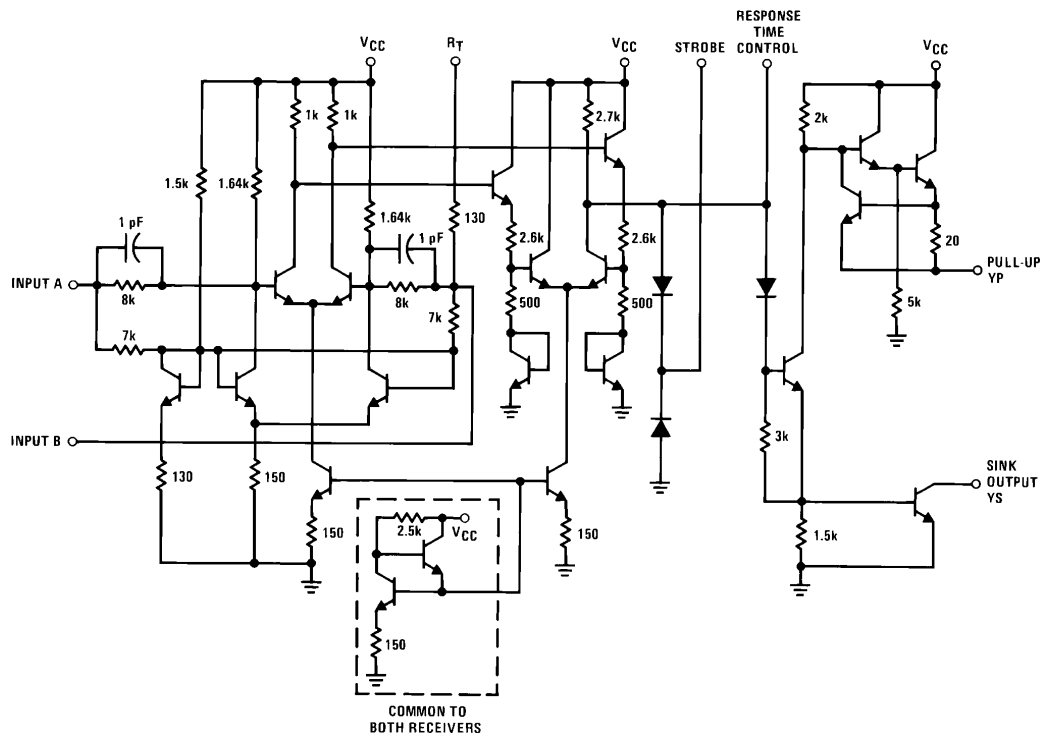 RESPONSE
TIME
CONTROL
VCC
RT
VCC
STROBE
VCC
1k
1k
2.7k
2k
1.5k
1.64k
1.64k
130
1 pF
1 pF
2.6k
2.6k
20
INPUT A
8k
8k
PULL-UP
YP
7k
7k
500
500
5k
INPUT B
3k
130
150
SINK
OUTPUT
YS
150
2.5k
VCC
150
1.5k
150
COMMON TO
BOTH RECEIVERS